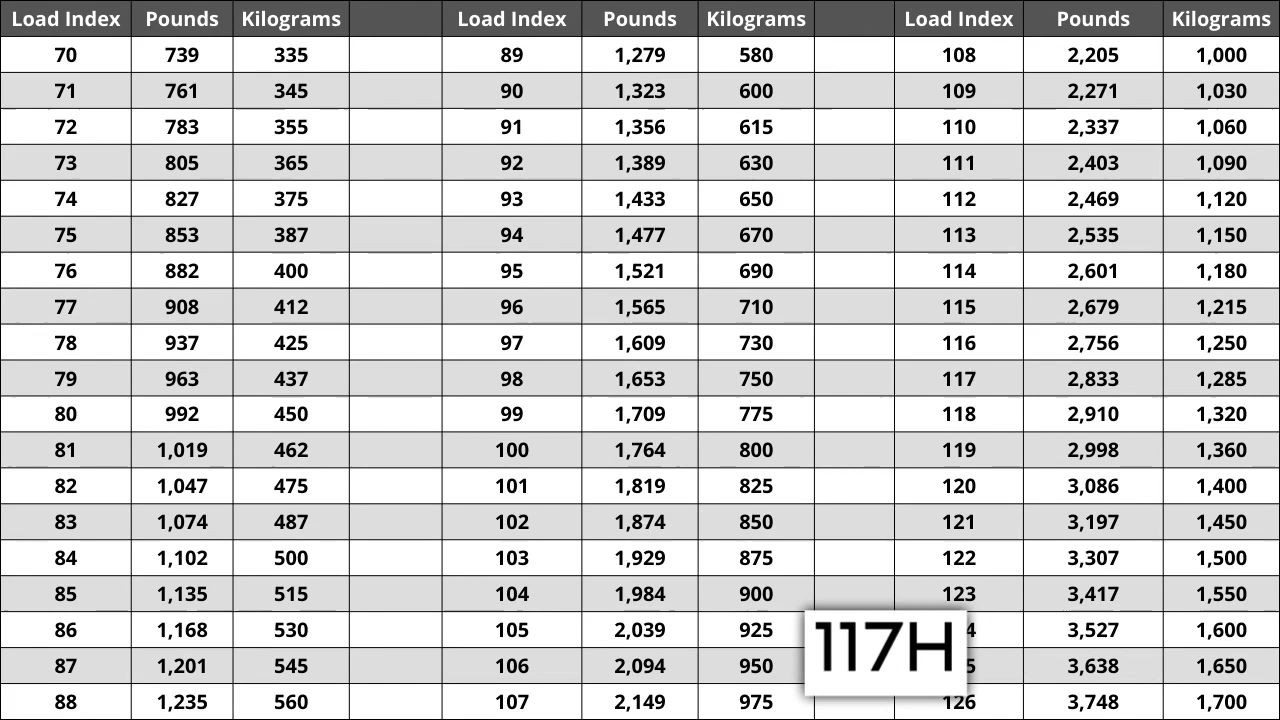 Load Index Pounds Kilograms Load Index Pounds Kilograms Load Index Pounds Kilograms
70 739 335 89 1,279 580 108 2,205 1,000
71 761 345 90 1,323 600 109 2,271 1,030
72 783 355 91 1,356 615 110 2,337 1,060
73 805 365 92 1,389 630 111 2,403 1,090
74 827 375 93 1,433 650 112 2,469 1,120
75 853 387 94 1,477 670 113 2,535 1,150
76 882 400 95 1,521 690 114 2,601 1,180
77 908 412 96 1,565 710 115 2,679 1,215
78 937 425 97 1,609 730 116 2,756 1,250
79 963 437 98 1,653 750 117 2,833 1,285
80 992 450 99 1,709 775 118 2,910 1,320
81 1,019 462 100 1,764 800 119 2,998 1,360
82 1,047 475 101 1,819 825 120 3,086 1,400
83 1,074 487 102 1,874 850 121 3,197 1,450
84 1,102 500 103 1,929 875 122 3,307 1,500
85 1,135 515 104 1,984 900 123 3,417 1,550
86 1,168 530 105 2,039 925 4 3,527 1,600
87 1,201 545 106 2,094 950 5 3,638 1,650
88 1,235 560 107 2,149 975 126 3,748 1,700
117H